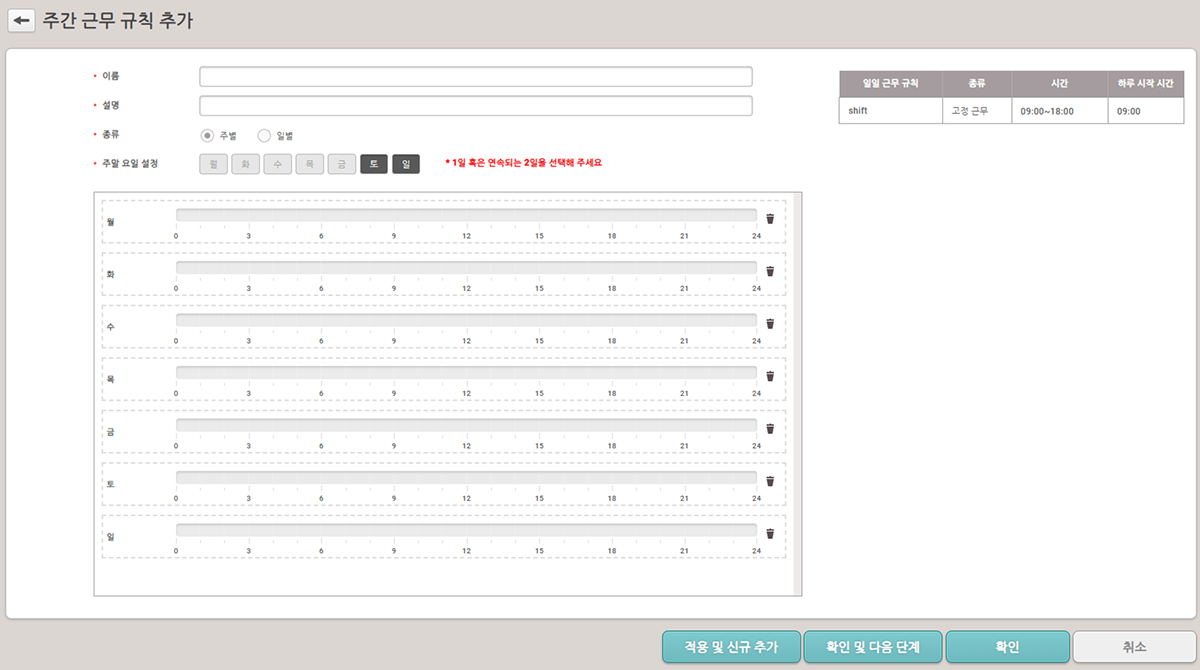 주간 근무 규칙 추가
• 이름
• 설명
• 종류 주별 일별
• 주말 요일 설정 월 화 수 목 금 토 일 * 1일 혹은 연속되는 2일을 선택해 주세요
일일 근무 규칙 종류 시간 하루 시작 시간
shift 고정 근무 09:00~18:00 09:00
월
0 3 6 9 12 15 18 21 24
화
0 3 6 9 12 15 18 21 24
수
0 3 6 9 12 15 18 21 24
목
0 3 6 9 12 15 18 21 24
금
0 3 6 9 12 15 18 21 24
토
0 3 6 9 12 15 18 21 24
일
0 3 6 9 12 15 18 21 24
적용 및 신규 추가 확인 및 다음 단계 확인 취소